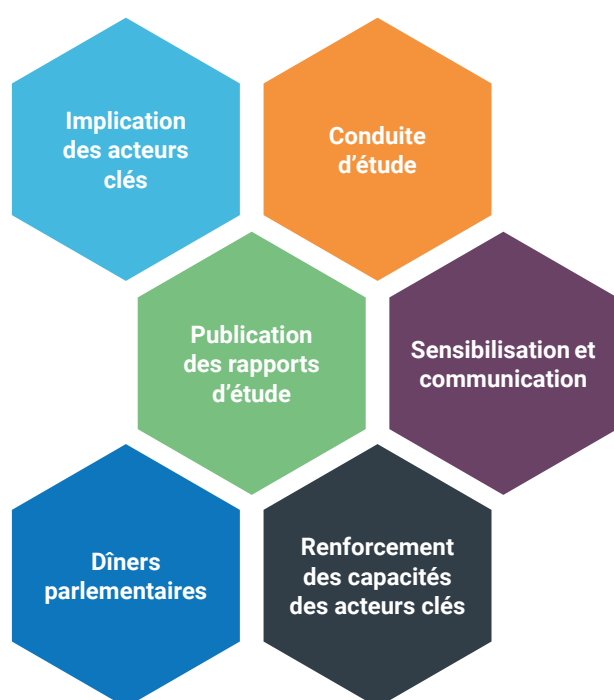 Implication
des acteurs
clés
Conduite
d’étude
Publication
des rapports
d’étude
Sensibilisation et
communication
Dîners
parlementaires
Renforcement
des capacités
des acteurs clés